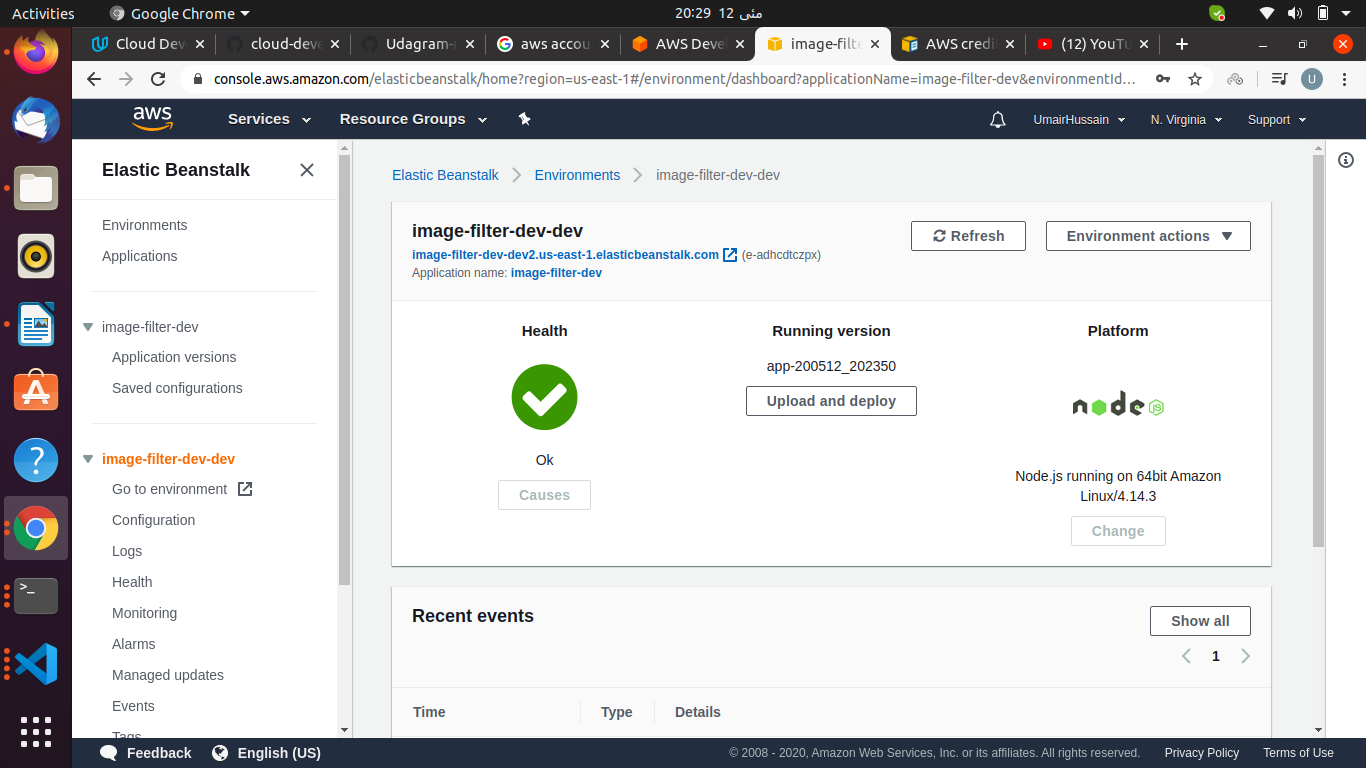 Activities
Google Chrome
20:29 12 مئی
Cloud Dev
cloud-deve
Udagram-r
aws accou
AWS Deve
image-filte
AWS credi
(12) YouTu
console.aws.amazon.com/elasticbeanstalk/home?region=us-east-1#/environment/dashboard?applicationName=image-filter-dev&environmentId…
U
aws
Services
Resource Groups
UmairHussain
N. Virginia
Support
Elastic Beanstalk
Environments
Applications
image-filter-dev
Application versions
Saved configurations
image-filter-dev-dev
Go to environment
Configuration
Logs
Health
Monitoring
Alarms
Managed updates
Events
Tags
Elastic Beanstalk
Environments
image-filter-dev-dev
image-filter-dev-dev
image-filter-dev-dev2.us-east-1.elasticbeanstalk.com (e-adhcdtczpx)
Application name: image-filter-dev
Refresh
Environment actions
Health
Ok
Causes
Running version
app-200512_202350
Upload and deploy
Platform
node JS
Node.js running on 64bit Amazon
Linux/4.14.3
Change
Recent events
Show all
1
Time
Type
Details
Feedback
English (US)
© 2008 - 2020, Amazon Web Services, Inc. or its affiliates. All rights reserved.
Privacy Policy
Terms of Use